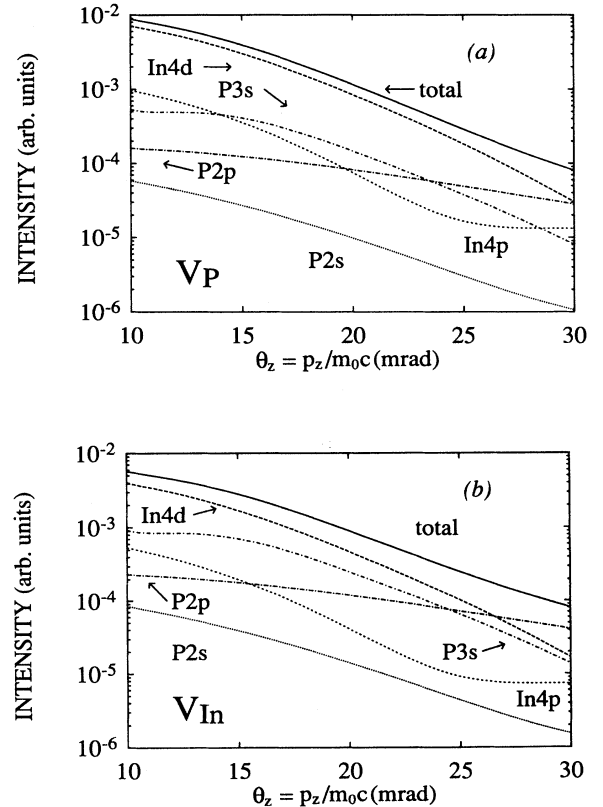 10⁻²
(a)
In4d →
← total
10⁻³
P3s
INTENSITY (arb. units)
10⁻⁴
←P2p
10⁻⁵
In4p
P2s
VP
10⁻⁶
10 15 20 25 30
θz = pz/m0c (mrad)
10⁻²
(b)
In4d
total
10⁻³
INTENSITY (arb. units)
10⁻⁴
P2p
P2s
P3s
10⁻⁵
In4p
VIn
10⁻⁶
10 15 20 25 30
θz = pz/m0c (mrad)